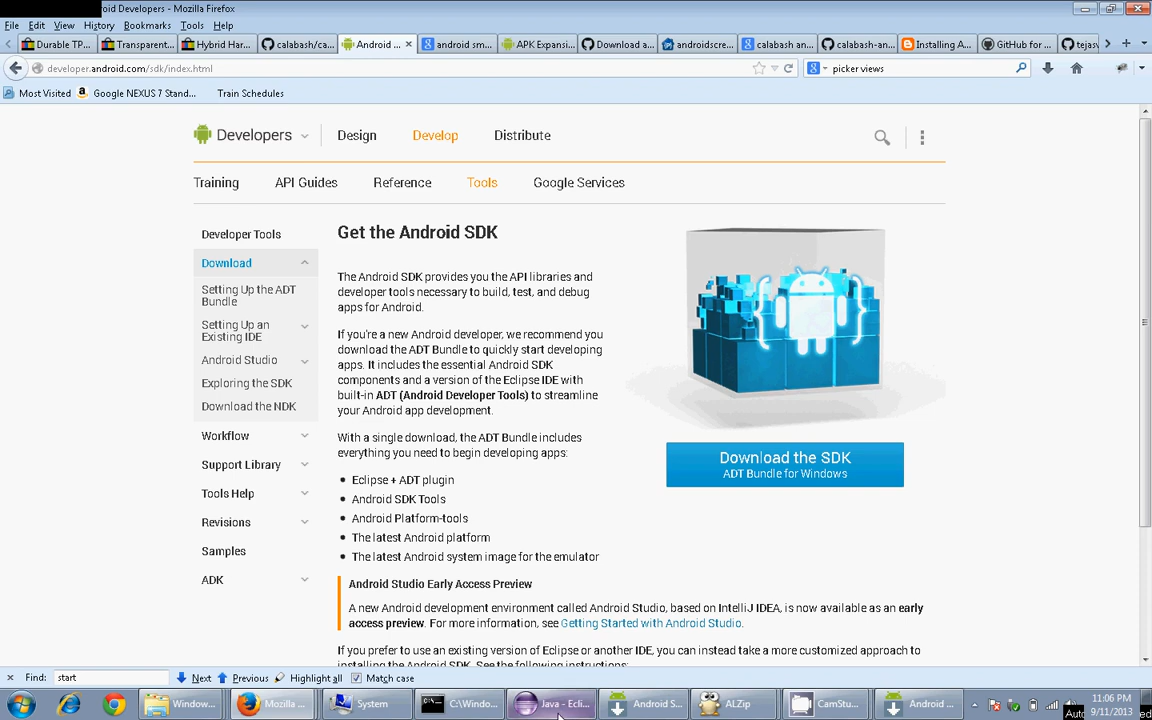 oid Developers - Mozilla Firefox
File Edit View History Bookmarks Tools Help
Durable TP... Transparent... Hybrid Har... calabash/ca... Android ... × android sm... APK Expansi... Download a... androidscre... calabash an... calabash-an... Installing A... GitHub for ... tejasv
developer.android.com/sdk/index.html picker views
Most Visited Google NEXUS 7 Stand... Train Schedules
Developers Design Develop Distribute
Training API Guides Reference Tools Google Services
Developer Tools
Download
Setting Up the ADT
Bundle
Setting Up an
Existing IDE
Android Studio
Exploring the SDK
Download the NDK
Workflow
Support Library
Tools Help
Revisions
Samples
ADK
Get the Android SDK
The Android SDK provides you the API libraries and
developer tools necessary to build, test, and debug
apps for Android.
If you're a new Android developer, we recommend you
download the ADT Bundle to quickly start developing
apps. It includes the essential Android SDK
components and a version of the Eclipse IDE with
built-in ADT (Android Developer Tools) to streamline
your Android app development.
With a single download, the ADT Bundle includes
everything you need to begin developing apps:
• Eclipse + ADT plugin
• Android SDK Tools
• Android Platform-tools
• The latest Android platform
• The latest Android system image for the emulator
Download the SDK
ADT Bundle for Windows
Android Studio Early Access Preview
A new Android development environment called Android Studio, based on IntelliJ IDEA, is now available as an early
access preview. For more information, see Getting Started with Android Studio.
If you prefer to use an existing version of Eclipse or another IDE, you can instead take a more customized approach to
installing the Android SDK. See the following instructions:
× Find: start Next Previous Highlight all Match case
Window... Mozilla ... System C:\Windo... Java - Ecli... Android S... ALZip CamStu... Android ... 11:06 PM
9/11/2013